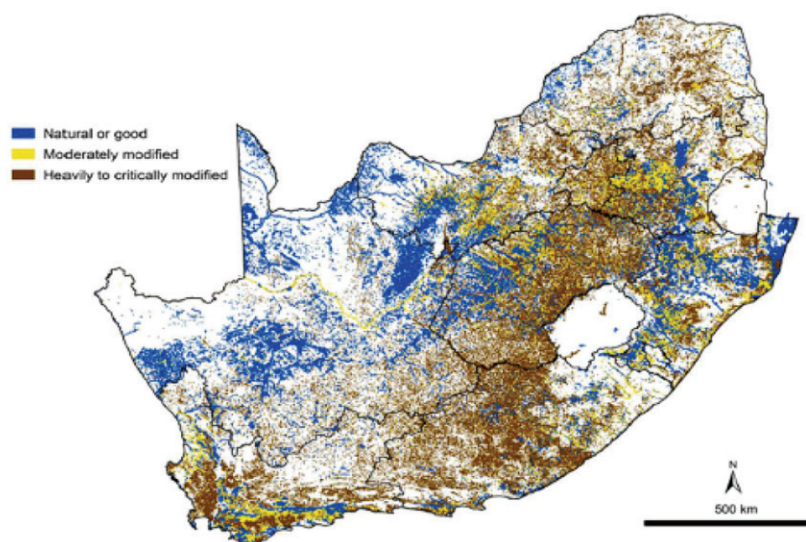 Natural or good
Moderately modified
Heavily to critically modified
N
500 km